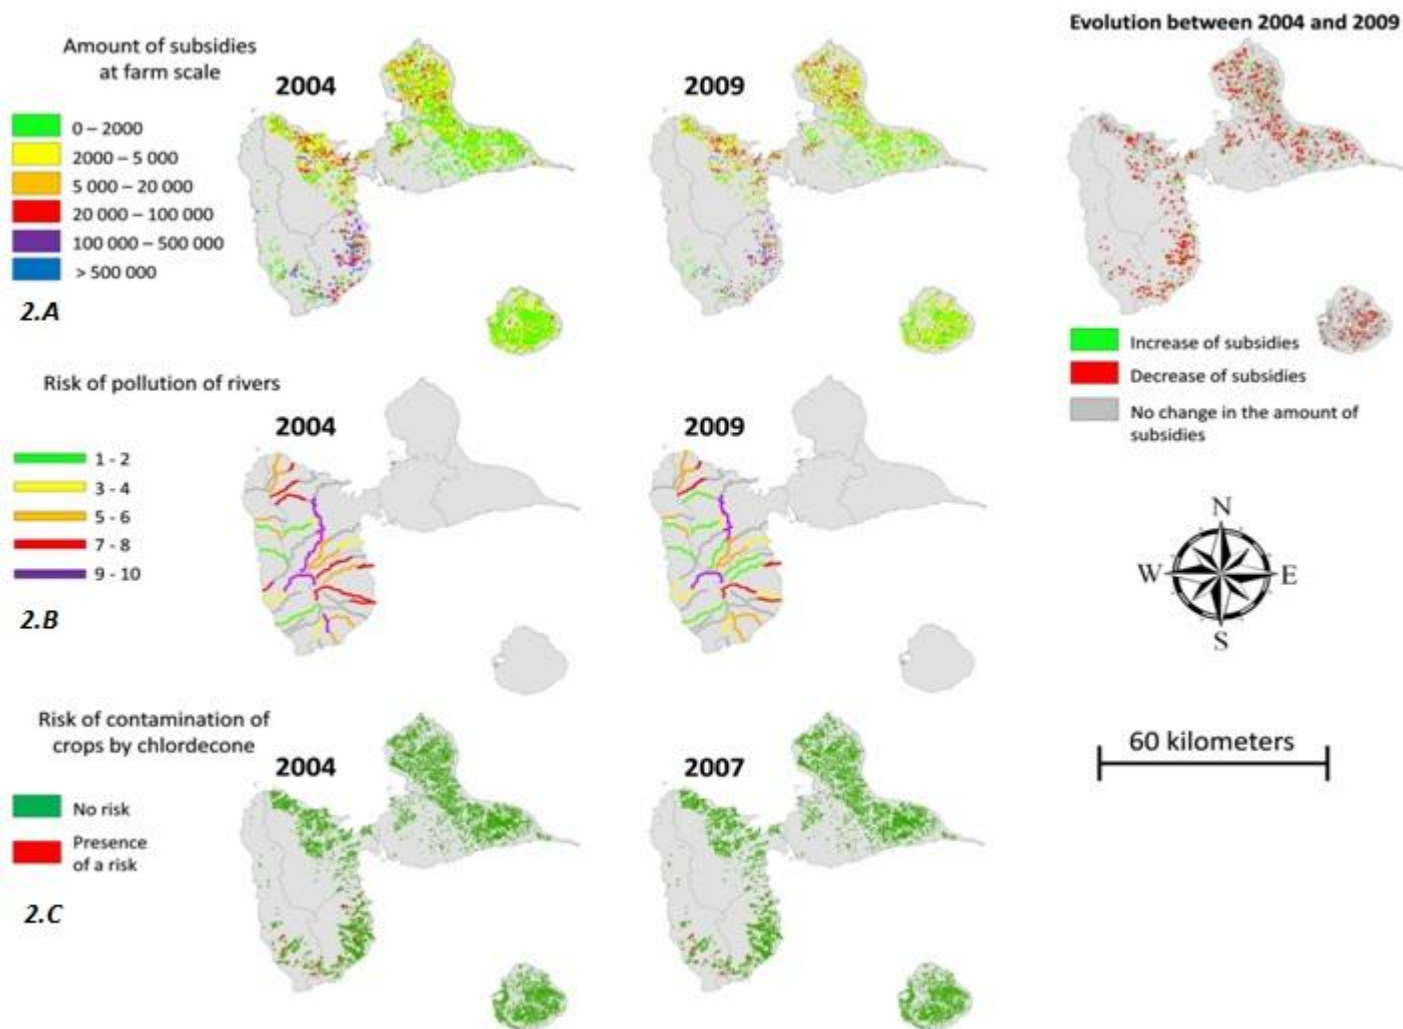 Evolution between 2004 and 2009
Amount of subsidies
at farm scale
2004
2009
0 – 2000
2000 – 5 000
5 000 – 20 000
20 000 – 100 000
100 000 – 500 000
> 500 000
2.A
Increase of subsidies
Decrease of subsidies
No change in the amount of
subsidies
Risk of pollution of rivers
2004
2009
1 - 2
3 - 4
5 - 6
7 - 8
9 - 10
2.B
N
W
E
S
Risk of contamination of
crops by chlordecone
2004
2007
No risk
Presence
of a risk
2.C
60 kilometers